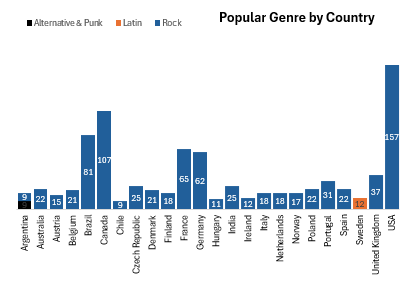 Popular Genre by Country
Alternative & Punk Latin Rock
9 9 22 15 21 81 107 9 25 21 18 65 62 11 25 12 18 18 17 22 31 22 12 37 157
Argentina Australia Austria Belgium Brazil Canada Chile Czech Republic Denmark Finland France Germany Hungary India Ireland Italy Netherlands Norway Poland Portugal Spain Sweden United Kingdom USA